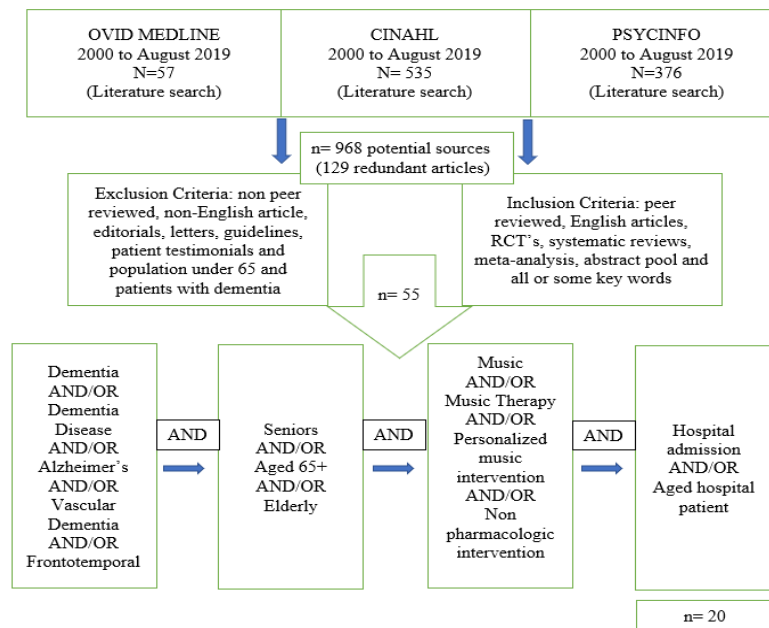 OVID MEDLINE
2000 to August 2019
N=57
(Literature search)
CINAHL
2000 to August 2019
N= 535
(Literature search)
PSYCINFO
2000 to August 2019
N=376
(Literature search)
n= 968 potential sources
(129 redundant articles)
Exclusion Criteria: non peer
reviewed, non-English article,
editorials, letters, guidelines,
patient testimonials and
population under 65 and
patients with dementia
Inclusion Criteria: peer
reviewed, English articles,
RCT's, systematic reviews,
meta-analysis, abstract pool and
all or some key words
n= 55
Dementia
AND/OR
Dementia
Disease
AND/OR
Alzheimer's
AND/OR
Vascular
Dementia
AND/OR
Frontotemporal
AND
Seniors
AND/OR
Aged 65+
AND/OR
Elderly
AND
Music
AND/OR
Music Therapy
AND/OR
Personalized
music intervention
AND/OR
Non
pharmacologic
intervention
AND
Hospital
admission
AND/OR
Aged hospital
patient
n= 20